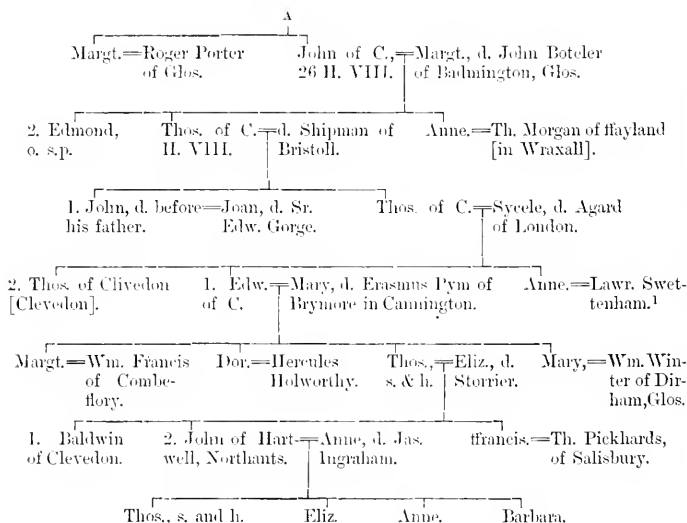 A
Margt.=Roger Porter of Glos.
John of C., 26 H. VIII.=Margt., d. John Boteler of Badmington, Glos.
2. Edmond, o. s.p.
Thos. of C. H. VIII.=d. Shipman of Bristoll.
Anne.=Th. Morgan of ffayland [in Wraxall].
1. John, d. before his father.=Joan, d. Sr. Edw. Gorge.
Thos. of C.=Sycele, d. Agard of London.
2. Thos. of Clivedon [Clevedon].
1. Edw. of C.=Mary, d. Erasmus Pym of Brymore in Cannington.
Anne.=Lawr. Swettenham.¹
Margt.=Wm. Francis of Combeflory.
Dor.=Hercules Holworthy.
Thos., s. & h.=Eliz., d. Storrier.
Mary,=Wm. Winter of Dirham, Glos.
1. Baldwin of Clevedon.
2. John of Hartwell, Northants.=Anne, d. Jas. Ingraham.
ffrancis.=Th. Pickhards, of Salisbury.
Thos., s. and h. Eliz. Anne. Barbara.